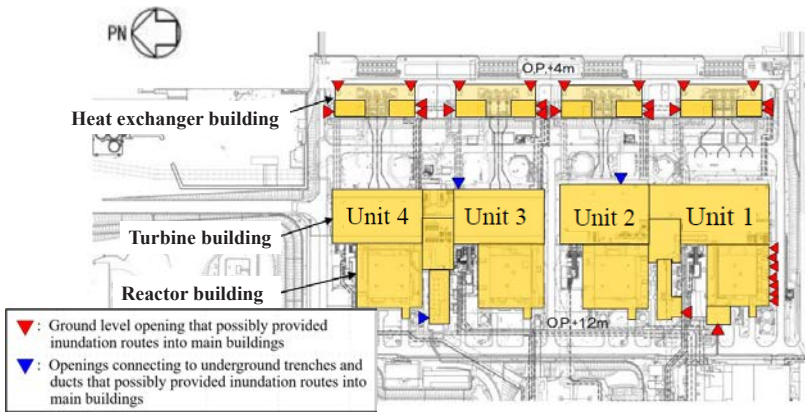 PN
O.P.+4m
Heat exchanger building
Unit 4
Unit 3
Unit 2
Unit 1
Turbine building
Reactor building
O.P.+12m
: Ground level opening that possibly provided
inundation routes into main buildings
: Openings connecting to underground trenches and
ducts that possibly provided inundation routes into
main buildings